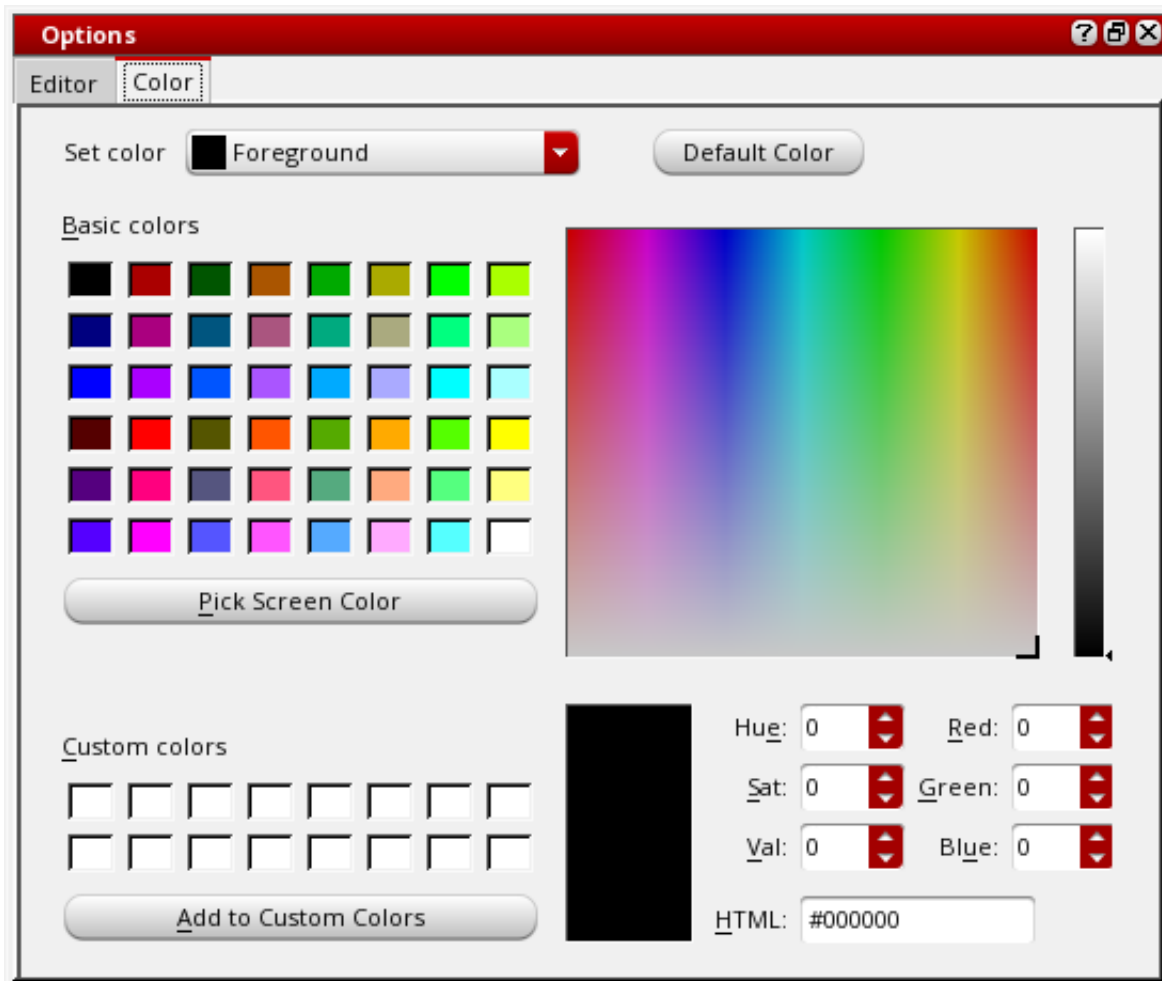 Options
Editor Color
Set color Foreground Default Color
Basic colors
Pick Screen Color
Custom colors
Add to Custom Colors
Hue: 0 Red: 0
Sat: 0 Green: 0
Val: 0 Blue: 0
HTML: #000000